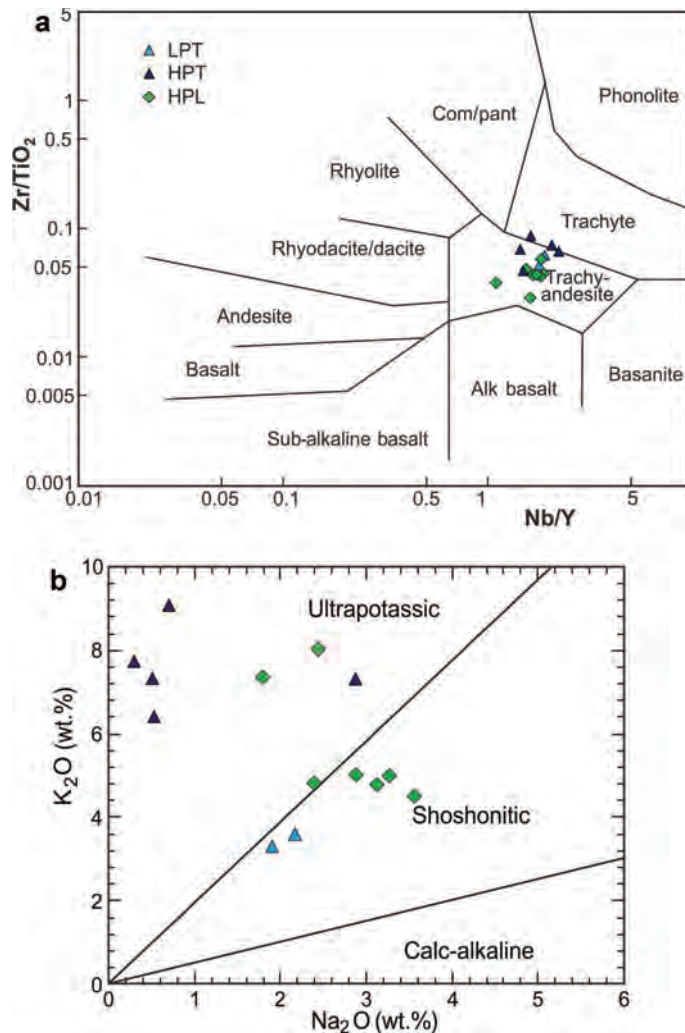 a
5
LPT
HPT
HPL
Phonolite
1
Com/pant
0.5
Zr/TiO2
Rhyolite
Trachyte
0.1
Rhyodacite/dacite
0.05
Trachy-
andesite
Andesite
0.01
Basalt
Alk basalt
Basanite
0.005
Sub-alkaline basalt
0.001
0.01
0.05
0.1
0.5
1
5
Nb/Y
b
10
Ultrapotassic
8
6
K2O (wt.%)
4
Shoshonitic
2
Calc-alkaline
0
0
1
2
3
4
5
6
Na2O (wt.%)